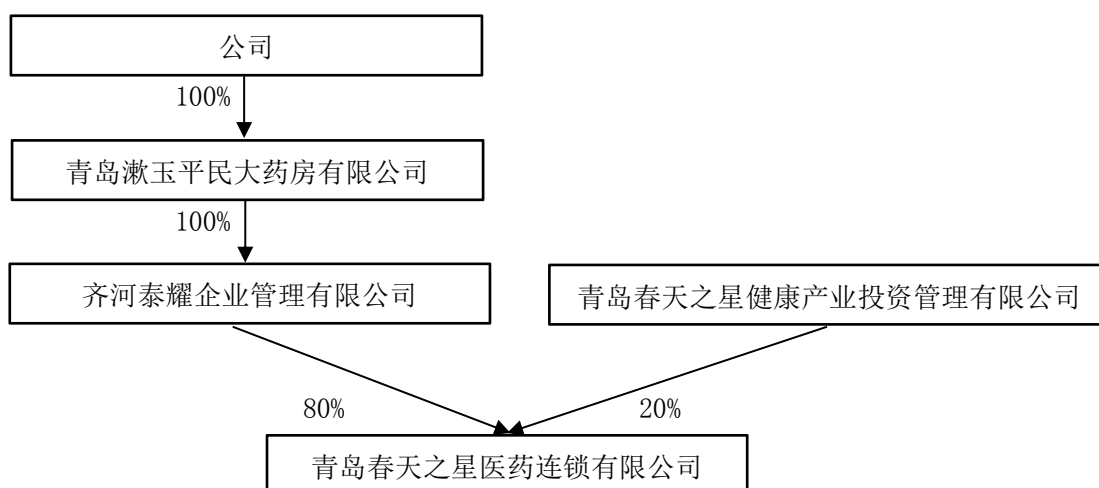 公司
100%
青岛漱玉平民大药房有限公司
100%
齐河泰耀企业管理有限公司
青岛春天之星健康产业投资管理有限公司
80%
20%
青岛春天之星医药连锁有限公司